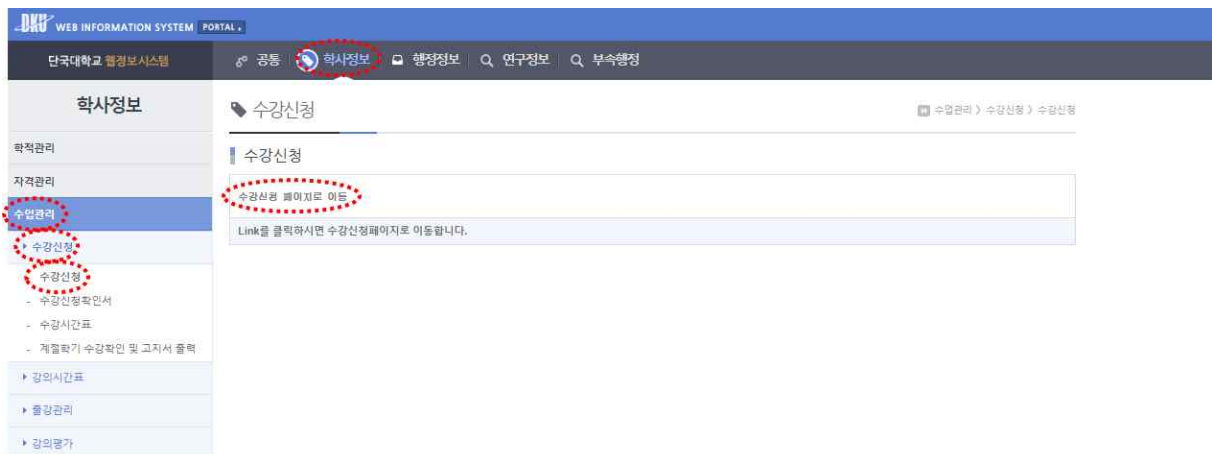 DKU WEB INFORMATION SYSTEM PORTAL
단국대학교 웹정보시스템
공통 학사정보 행정정보 연구정보 부속행정
학사정보
학적관리
자격관리
수업관리
수강신청
수강신청
- 수강신청확인서
- 수강시간표
- 계절학기 수강확인 및 고지서 출력
강의시간표
출강관리
강의평가
수강신청
수업관리 > 수강신청 > 수강신청
수강신청
수강신청 페이지로 이동
Link를 클릭하시면 수강신청페이지로 이동합니다.